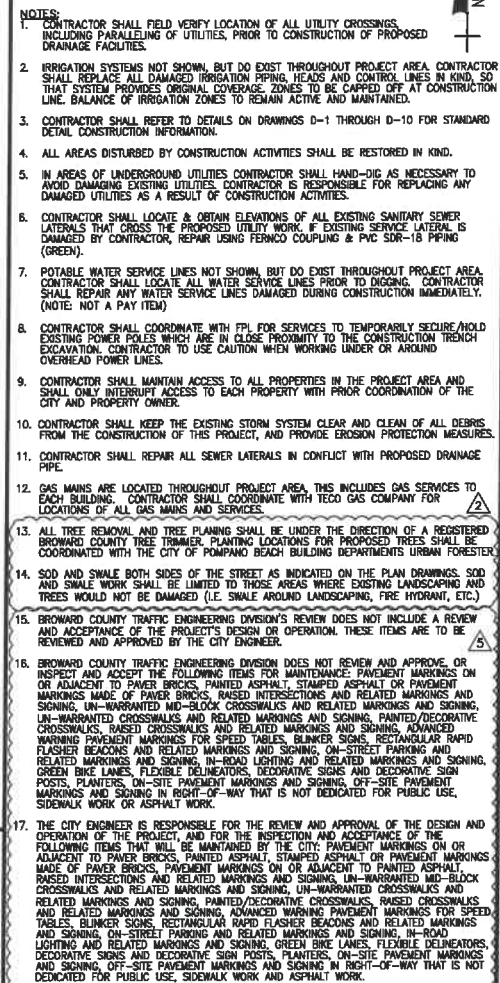 N
NOTES:
1. CONTRACTOR SHALL FIELD VERIFY LOCATION OF ALL UTILITY CROSSINGS,
INCLUDING PARALLELING OF UTILITIES, PRIOR TO CONSTRUCTION OF PROPOSED
DRAINAGE FACILITIES.
2. IRRIGATION SYSTEMS NOT SHOWN, BUT DO EXIST THROUGHOUT PROJECT AREA. CONTRACTOR
SHALL REPLACE ALL DAMAGED IRRIGATION PIPING, HEADS AND CONTROL LINES IN KIND, SO
THAT SYSTEM PROVIDES ORIGINAL COVERAGE. ZONES TO BE CAPPED OFF AT CONSTRUCTION
LINE. BALANCE OF IRRIGATION ZONES TO REMAIN ACTIVE AND MAINTAINED.
3. CONTRACTOR SHALL REFER TO DETAILS ON DRAWINGS D-1 THROUGH D-10 FOR STANDARD
DETAIL CONSTRUCTION INFORMATION.
4. ALL AREAS DISTURBED BY CONSTRUCTION ACTIVITIES SHALL BE RESTORED IN KIND.
5. IN AREAS OF UNDERGROUND UTILITIES CONTRACTOR SHALL HAND-DIG AS NECESSARY TO
AVOID DAMAGING EXISTING UTILITIES. CONTRACTOR IS RESPONSIBLE FOR REPLACING ANY
DAMAGED UTILITIES AS A RESULT OF CONSTRUCTION ACTIVITIES.
6. CONTRACTOR SHALL LOCATE & OBTAIN ELEVATIONS OF ALL EXISTING SANITARY SEWER
LATERALS THAT CROSS THE PROPOSED UTILITY WORK. IF EXISTING SERVICE LATERAL IS
DAMAGED BY CONTRACTOR, REPAIR USING FERNCO COUPLING & PVC SDR-18 PIPING
(GREEN).
7. POTABLE WATER SERVICE LINES NOT SHOWN, BUT DO EXIST THROUGHOUT PROJECT AREA.
CONTRACTOR SHALL LOCATE ALL WATER SERVICE LINES PRIOR TO DIGGING. CONTRACTOR
SHALL REPAIR ANY WATER SERVICE LINES DAMAGED DURING CONSTRUCTION IMMEDIATELY.
(NOTE: NOT A PAY ITEM)
8. CONTRACTOR SHALL COORDINATE WITH FPL FOR SERVICES TO TEMPORARILY SECURE/HOLD
EXISTING POWER POLES WHICH ARE IN CLOSE PROXIMITY TO THE CONSTRUCTION TRENCH
EXCAVATION. CONTRACTOR TO USE CAUTION WHEN WORKING UNDER OR AROUND
OVERHEAD POWER LINES.
9. CONTRACTOR SHALL MAINTAIN ACCESS TO ALL PROPERTIES IN THE PROJECT AREA AND
SHALL ONLY INTERRUPT ACCESS TO EACH PROPERTY WITH PRIOR COORDINATION OF THE
CITY AND PROPERTY OWNER.
10. CONTRACTOR SHALL KEEP THE EXISTING STORM SYSTEM CLEAR AND CLEAN OF ALL DEBRIS
FROM THE CONSTRUCTION OF THIS PROJECT, AND PROVIDE EROSION PROTECTION MEASURES.
11. CONTRACTOR SHALL REPAIR ALL SEWER LATERALS IN CONFLICT WITH PROPOSED DRAINAGE
PIPE.
12. GAS MAINS ARE LOCATED THROUGHOUT PROJECT AREA, THIS INCLUDES GAS SERVICES TO
EACH BUILDING. CONTRACTOR SHALL COORDINATE WITH TECO GAS COMPANY FOR
LOCATIONS OF ALL GAS MAINS AND SERVICES. 2
13. ALL TREE REMOVAL AND TREE PLANING SHALL BE UNDER THE DIRECTION OF A REGISTERED
BROWARD COUNTY TREE TRIMMER. PLANTING LOCATIONS FOR PROPOSED TREES SHALL BE
COORDINATED WITH THE CITY OF POMPANO BEACH BUILDING DEPARTMENTS URBAN FORESTER
14. SOD AND SWALE BOTH SIDES OF THE STREET AS INDICATED ON THE PLAN DRAWINGS. SOD
AND SWALE WORK SHALL BE LIMITED TO THOSE AREAS WHERE EXISTING LANDSCAPING AND
TREES WOULD NOT BE DAMAGED (I.E. SWALE AROUND LANDSCAPING, FIRE HYDRANT, ETC.)
15. BROWARD COUNTY TRAFFIC ENGINEERING DIVISION'S REVIEW DOES NOT INCLUDE A REVIEW
AND ACCEPTANCE OF THE PROJECT'S DESIGN OR OPERATION. THESE ITEMS ARE TO BE
REVIEWED AND APPROVED BY THE CITY ENGINEER. 5
16. BROWARD COUNTY TRAFFIC ENGINEERING DIVISION DOES NOT REVIEW AND APPROVE, OR
INSPECT AND ACCEPT THE FOLLOWING ITEMS FOR MAINTENANCE: PAVEMENT MARKINGS ON
OR ADJACENT TO PAVER BRICKS, PAINTED ASPHALT, STAMPED ASPHALT OR PAVEMENT
MARKINGS MADE OF PAVER BRICKS, RAISED INTERSECTIONS AND RELATED MARKINGS AND
SIGNING, UN-WARRANTED MID-BLOCK CROSSWALKS AND RELATED MARKINGS AND SIGNING,
UN-WARRANTED CROSSWALKS AND RELATED MARKINGS AND SIGNING, PAINTED/DECORATIVE
CROSSWALKS, RAISED CROSSWALKS AND RELATED MARKINGS AND SIGNING, ADVANCED
WARNING PAVEMENT MARKINGS FOR SPEED TABLES, BLINKER SIGNS, RECTANGULAR RAPID
FLASHER BEACONS AND RELATED MARKINGS AND SIGNING, ON-STREET PARKING AND
RELATED MARKINGS AND SIGNING, IN-ROAD LIGHTING AND RELATED MARKINGS AND SIGNING,
GREEN BIKE LANES, FLEXIBLE DELINEATORS, DECORATIVE SIGNS AND DECORATIVE SIGN
POSTS, PLANTERS, ON-SITE PAVEMENT MARKINGS AND SIGNING, OFF-SITE PAVEMENT
MARKINGS AND SIGNING IN RIGHT-OF-WAY THAT IS NOT DEDICATED FOR PUBLIC USE,
SIDEWALK WORK OR ASPHALT WORK.
17. THE CITY ENGINEER IS RESPONSIBLE FOR THE REVIEW AND APPROVAL OF THE DESIGN AND
OPERATION OF THE PROJECT, AND FOR THE INSPECTION AND ACCEPTANCE OF THE
FOLLOWING ITEMS THAT WILL BE MAINTAINED BY THE CITY: PAVEMENT MARKINGS ON OR
ADJACENT TO PAVER BRICKS, PAINTED ASPHALT, STAMPED ASPHALT OR PAVEMENT MARKINGS
MADE OF PAVER BRICKS, PAVEMENT MARKINGS ON OR ADJACENT TO PAINTED ASPHALT,
RAISED INTERSECTIONS AND RELATED MARKINGS AND SIGNING, UN-WARRANTED MID-BLOCK
CROSSWALKS AND RELATED MARKINGS AND SIGNING, UN-WARRANTED CROSSWALKS AND
RELATED MARKINGS AND SIGNING, PAINTED/DECORATIVE CROSSWALKS, RAISED CROSSWALKS
AND RELATED MARKINGS AND SIGNING, ADVANCED WARNING PAVEMENT MARKINGS FOR SPEED
TABLES, BLINKER SIGNS, RECTANGULAR RAPID FLASHER BEACONS AND RELATED MARKINGS
AND SIGNING, ON-STREET PARKING AND RELATED MARKINGS AND SIGNING, IN-ROAD
LIGHTING AND RELATED MARKINGS AND SIGNING, GREEN BIKE LANES, FLEXIBLE DELINEATORS,
DECORATIVE SIGNS AND DECORATIVE SIGN POSTS, PLANTERS, ON-SITE PAVEMENT MARKINGS
AND SIGNING, OFF-SITE PAVEMENT MARKINGS AND SIGNING IN RIGHT-OF-WAY THAT IS NOT
DEDICATED FOR PUBLIC USE, SIDEWALK WORK AND ASPHALT WORK.